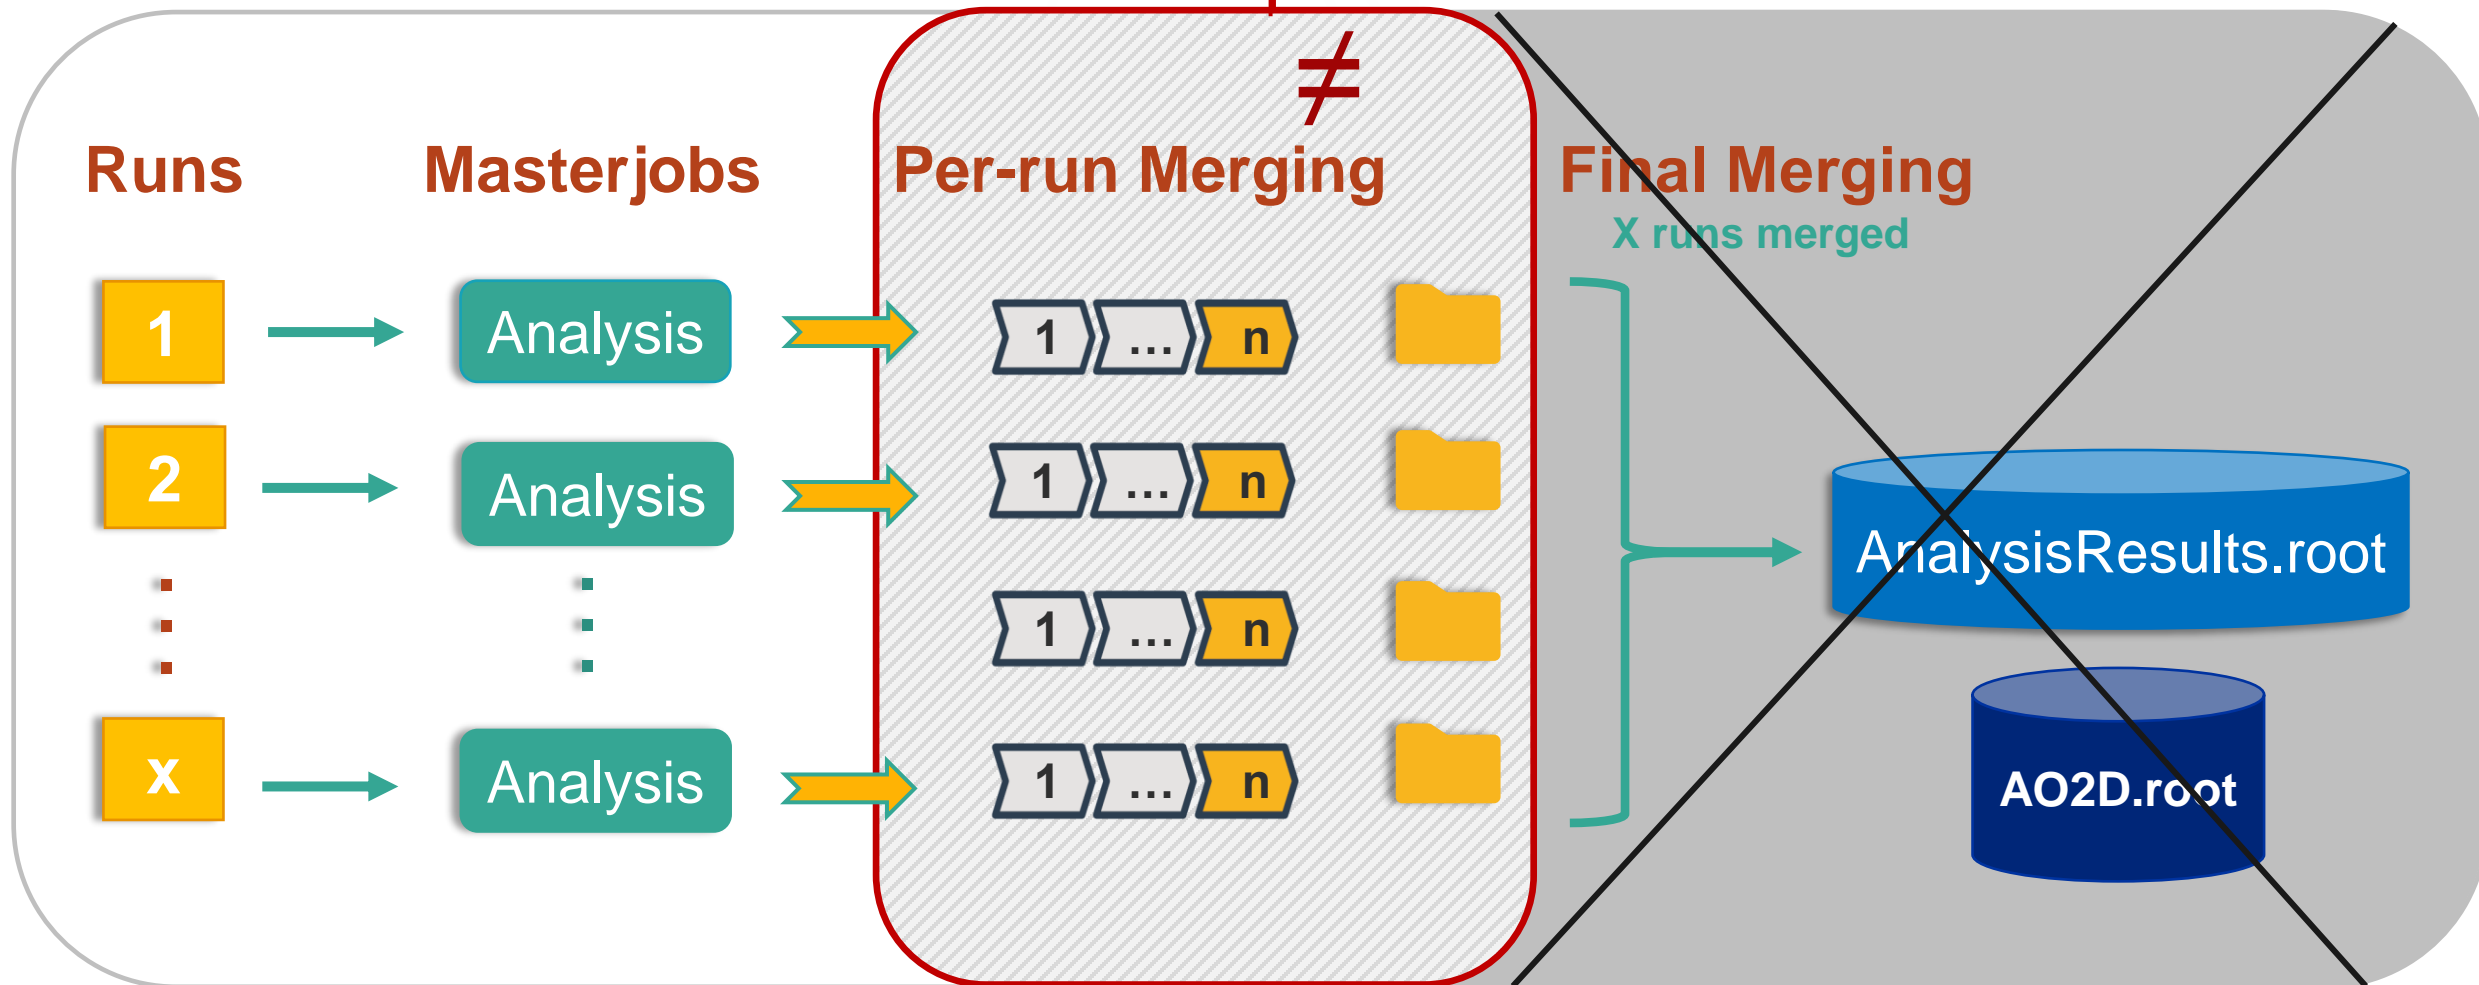 ≠
Runs Masterjobs Per-run Merging Final Merging
X runs merged
1 Analysis 1 ... n
2 Analysis 1 ... n
AnalysisResults.root
1 ... n
x Analysis 1 ... n
AO2D.root